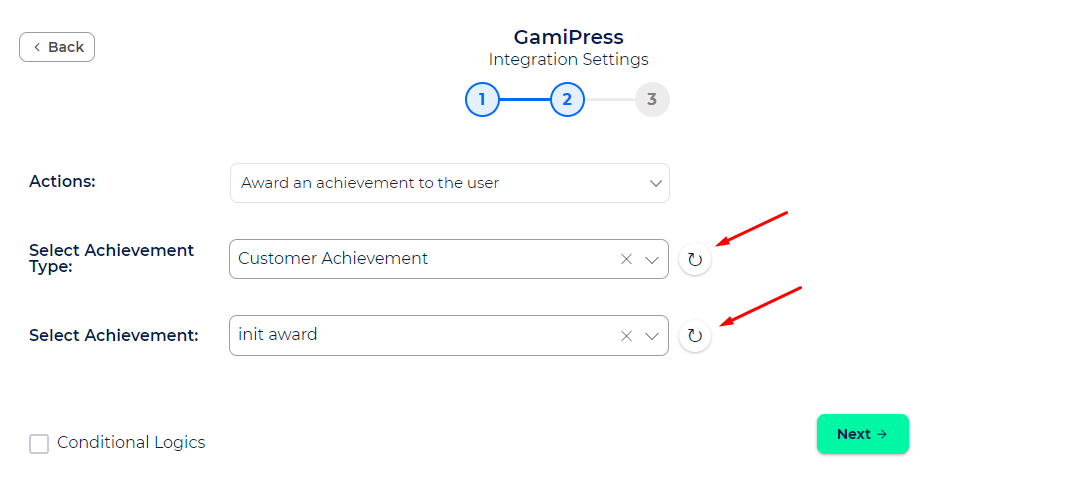 Back
GamiPress
Integration Settings
1
2
3
Actions:
Award an achievement to the user
Select Achievement
Type:
Customer Achievement
Select Achievement:
init award
Conditional Logics
Next